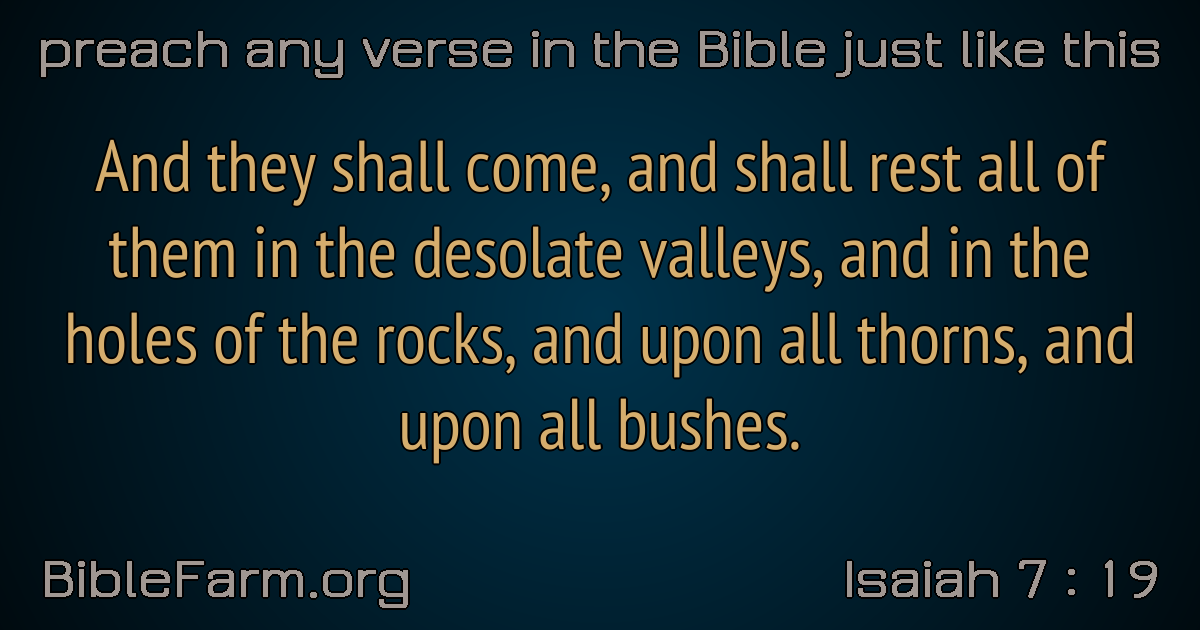 preach any verse in the Bible just like this
And they shall come, and shall rest all of
them in the desolate valleys, and in the
holes of the rocks, and upon all thorns, and
upon all bushes.
BibleFarm.org
Isaiah 7 : 19